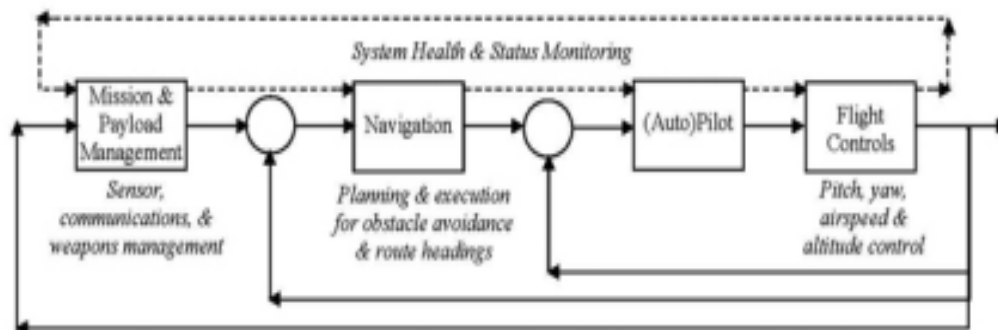 System Health & Status Monitoring
Mission &
Payload
Management
Navigation
(Auto)Pilot
Flight
Controls
Sensor,
communications, &
weapons management
Planning & execution
for obstacle avoidance
& route headings
Pitch, yaw,
airspeed &
altitude control